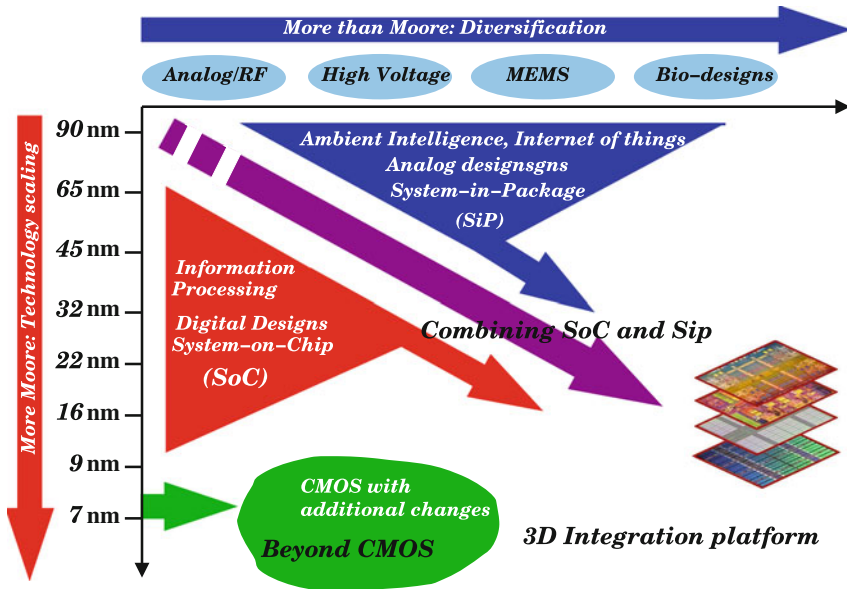 More than Moore: Diversification
Analog/RF
High Voltage
MEMS
Bio-designs
More Moore: Technology scaling
90 nm
65 nm
45 nm
32 nm
22 nm
16 nm
9 nm
7 nm
Ambient Intelligence, Internet of things
Analog designsgns
System-in-Package
(SiP)
Information
Processing
Digital Designs
System-on-Chip
(SoC)
Combining SoC and Sip
CMOS with
additional changes
Beyond CMOS
3D Integration platform